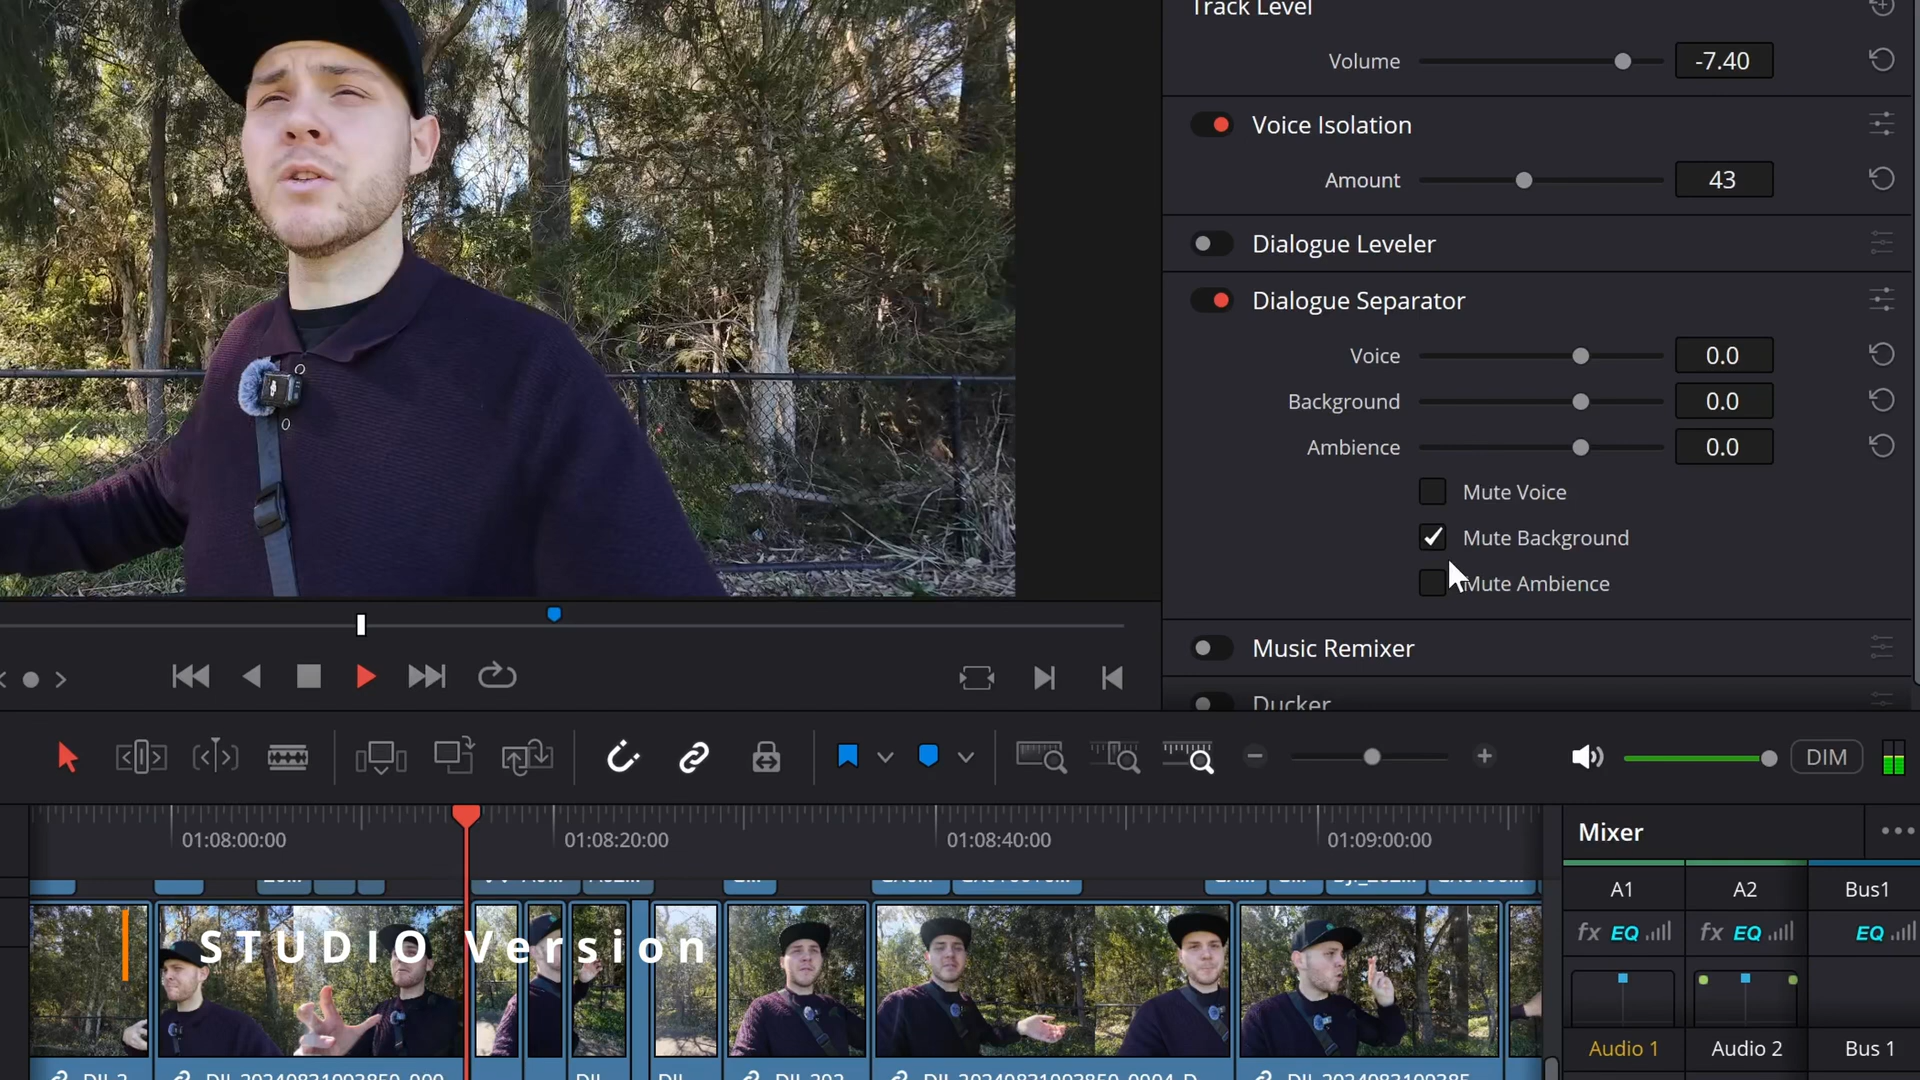 Track Level
Volume -7.40
Voice Isolation
Amount 43
Dialogue Leveler
Dialogue Separator
Voice 0.0
Background 0.0
Ambience 0.0
Mute Voice
Mute Background
Mute Ambience
Music Remixer
Ducker
DIM
01:08:00:00 01:08:20:00 01:08:40:00 01:09:00:00
Mixer
A1 A2 Bus1
fx EQ fx EQ EQ
STUDIO Version
Audio 1 Audio 2 Bus 1